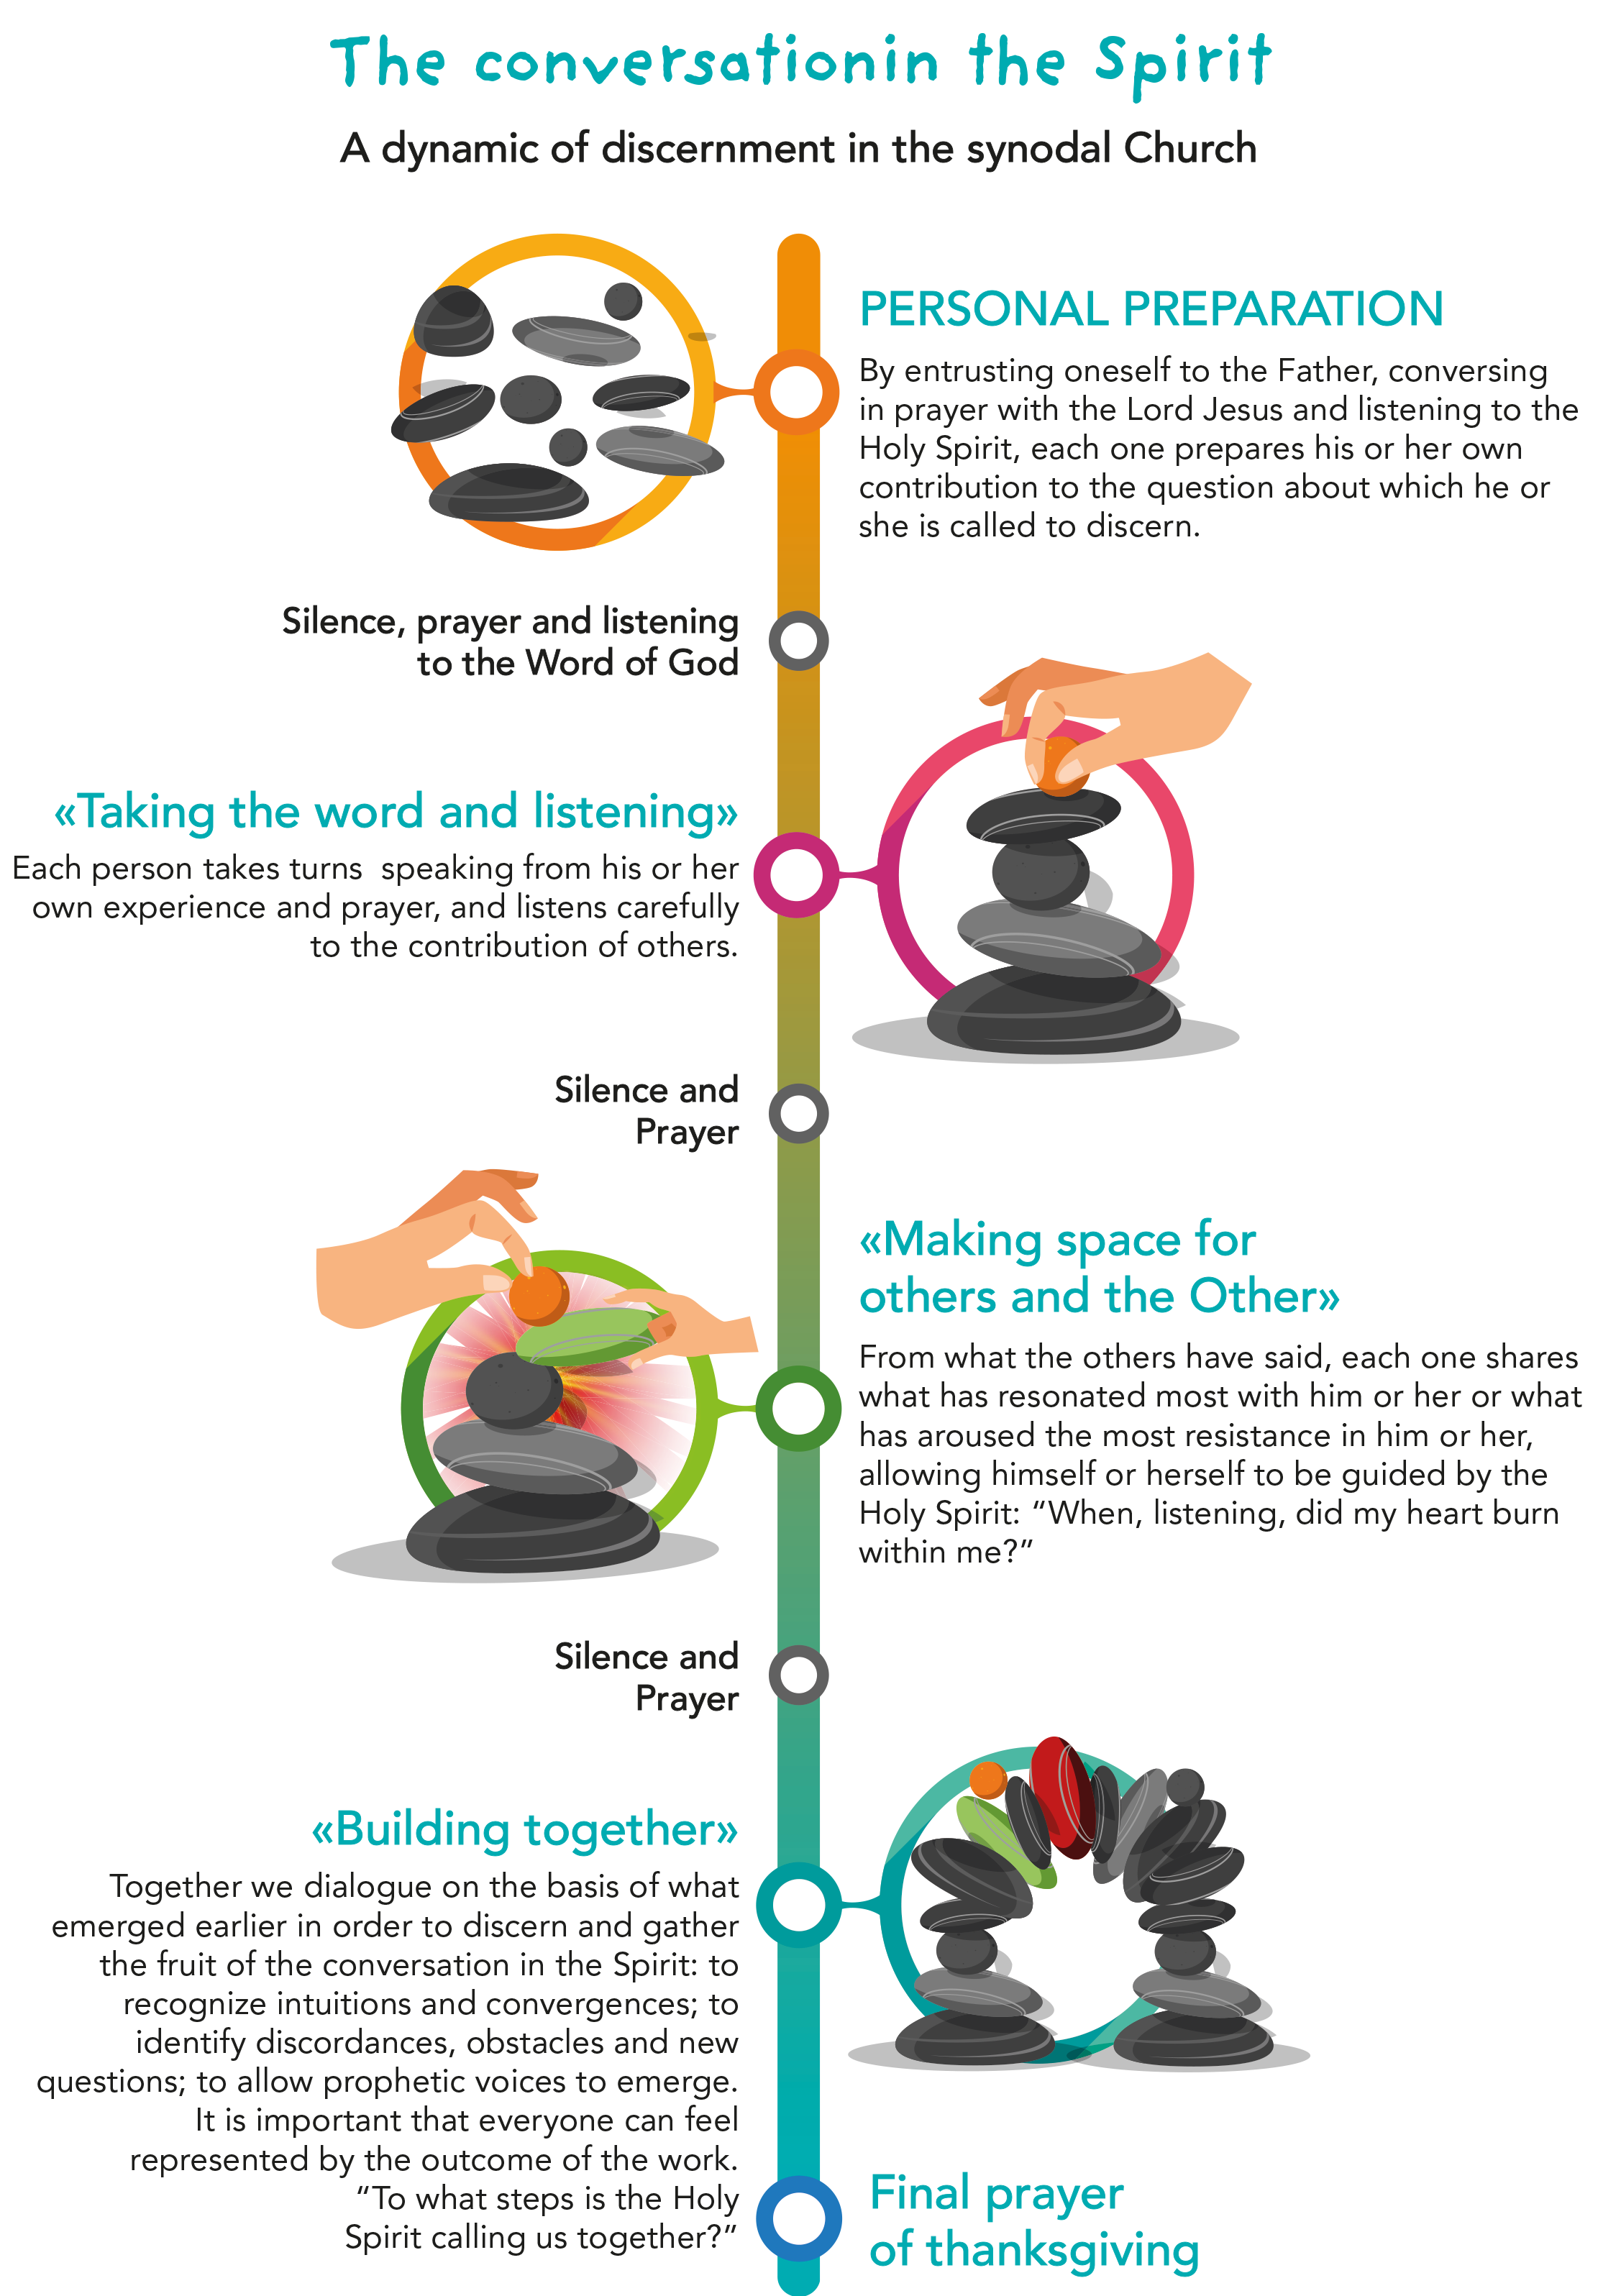 The conversationin the Spirit
A dynamic of discernment in the synodal Church
PERSONAL PREPARATION
By entrusting oneself to the Father, conversing
in prayer with the Lord Jesus and listening to the
Holy Spirit, each one prepares his or her own
contribution to the question about which he or
she is called to discern.
Silence, prayer and listening
to the Word of God
«Taking the word and listening»
Each person takes turns  speaking from his or her
own experience and prayer, and listens carefully
to the contribution of others.
Silence and
Prayer
«Making space for
others and the Other»
From what the others have said, each one shares
what has resonated most with him or her or what
has aroused the most resistance in him or her,
allowing himself or herself to be guided by the
Holy Spirit: “When, listening, did my heart burn
within me?”
Silence and
Prayer
«Building together»
Together we dialogue on the basis of what
emerged earlier in order to discern and gather
the fruit of the conversation in the Spirit: to
recognize intuitions and convergences; to
identify discordances, obstacles and new
questions; to allow prophetic voices to emerge.
It is important that everyone can feel
represented by the outcome of the work.
“To what steps is the Holy
Spirit calling us together?”
Final prayer
of thanksgiving